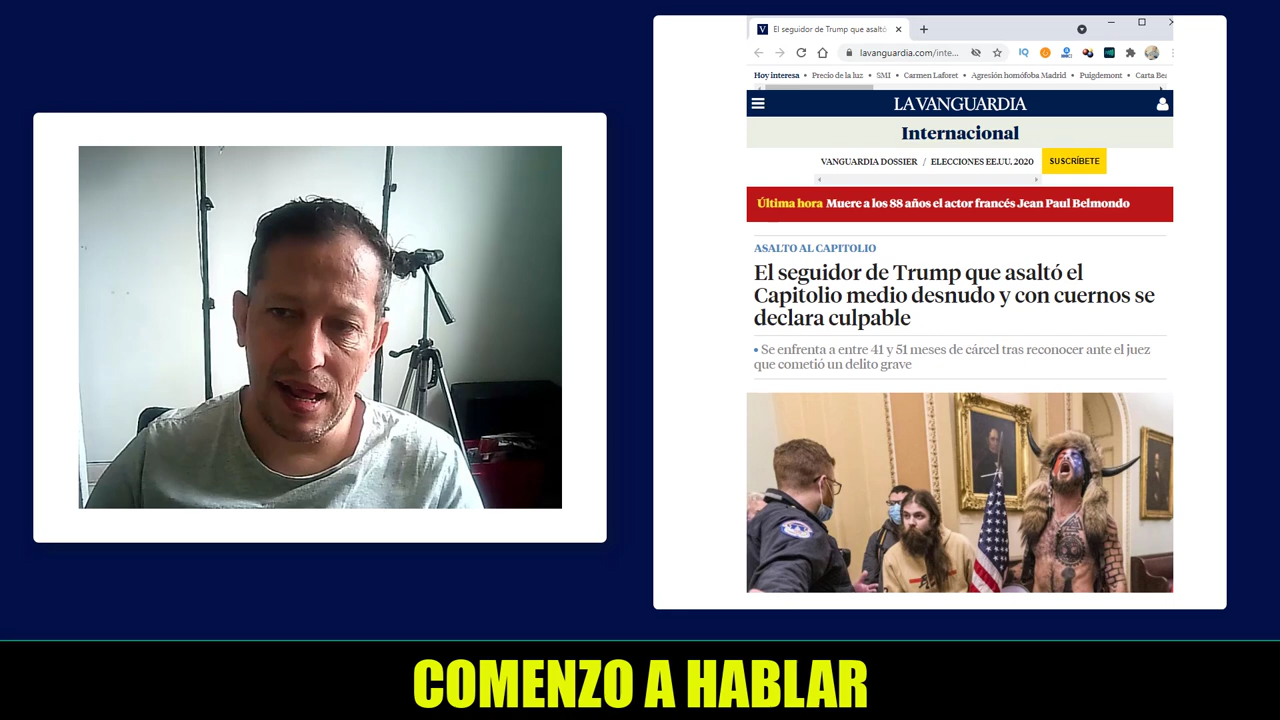 El seguidor de Trump que asaltó
lavanguardia.com/inte...
IQ
Hoy interesa • Precio de la luz • SMI • Carmen Laforet • Agresión homófoba Madrid • Puigdemont • Carta Bea
LA VANGUARDIA
Internacional
VANGUARDIA DOSSIER / ELECCIONES EE.UU. 2020 SUSCRÍBETE
Última hora Muere a los 88 años el actor francés Jean Paul Belmondo
ASALTO AL CAPITOLIO
El seguidor de Trump que asaltó el
Capitolio medio desnudo y con cuernos se
declara culpable
• Se enfrenta a entre 41 y 51 meses de cárcel tras reconocer ante el juez
que cometió un delito grave
COMENZO A HABLAR